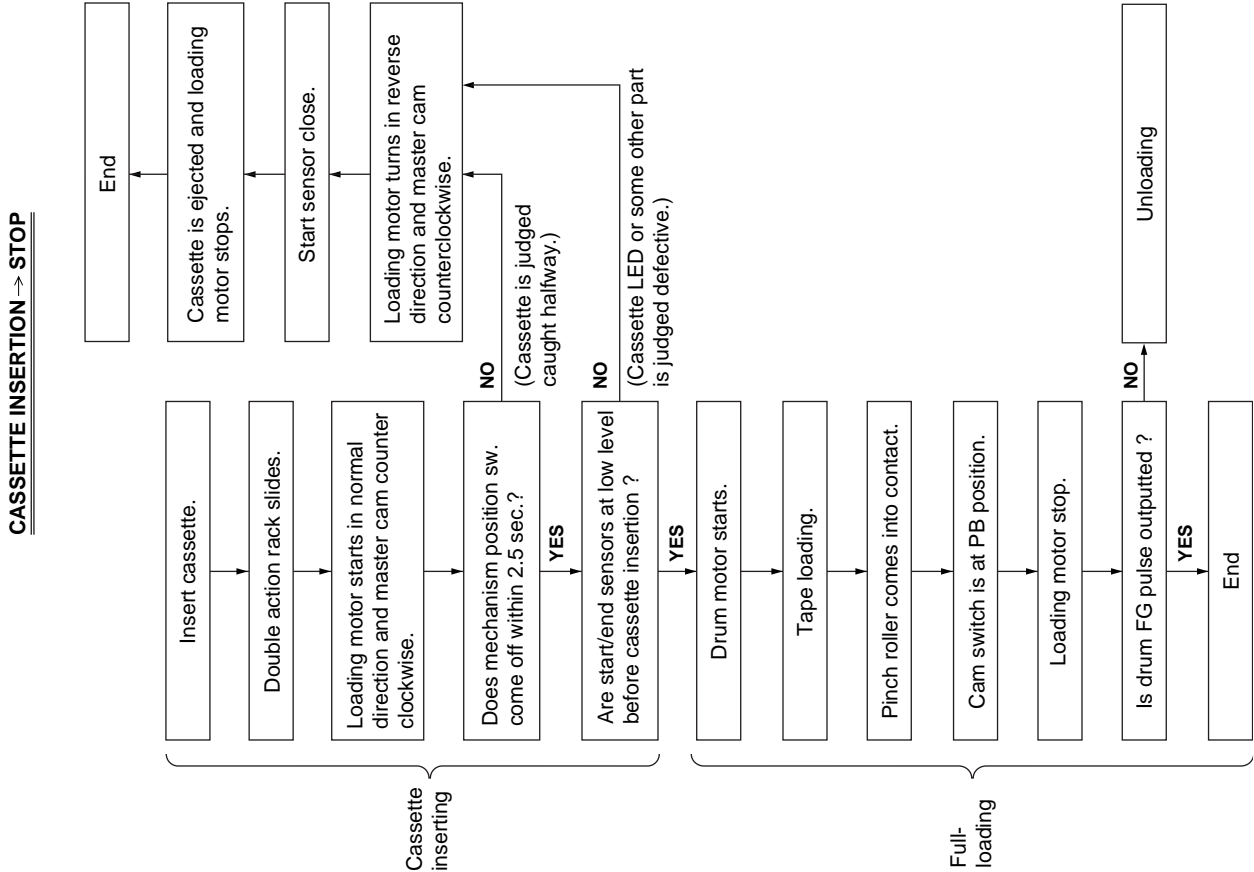 CASSETTE INSERTION -> STOP
Cassette
inserting
Insert cassette.
Double action rack slides.
Loading motor starts in normal
direction and master cam counter
clockwise.
Does mechanism position sw.
come off within 2.5 sec.?
YES
NO
(Cassette is judged
caught halfway.)
Are start/end sensors at low level
before cassette insertion ?
YES
NO
(Cassette LED or some other part
is judged defective.)
Loading motor turns in reverse
direction and master cam
counterclockwise.
Start sensor close.
Cassette is ejected and loading
motor stops.
End
Full-
loading
Drum motor starts.
Tape loading.
Pinch roller comes into contact.
Cam switch is at PB position.
Loading motor stop.
Is drum FG pulse outputted ?
NO
Unloading
YES
End